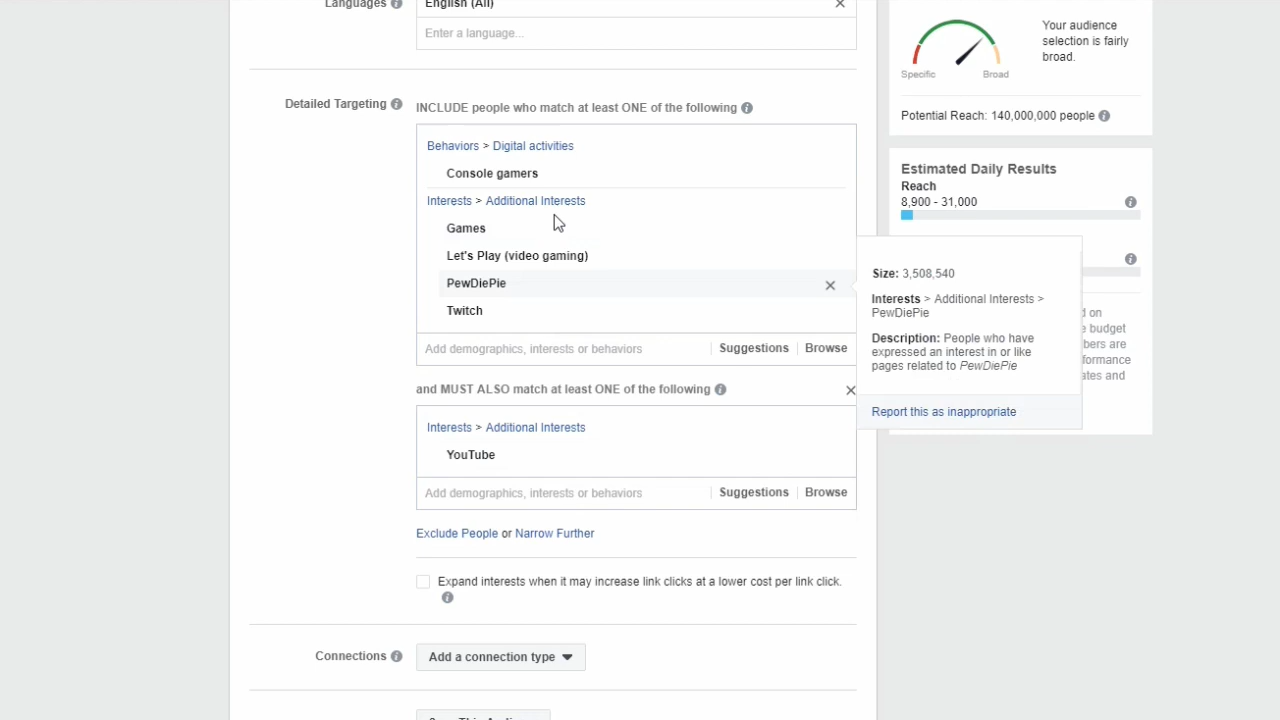 Languages
English (All)
Enter a language...
Detailed Targeting
INCLUDE people who match at least ONE of the following
Behaviors > Digital activities
Console gamers
Interests > Additional Interests
Games
Let's Play (video gaming)
PewDiePie
Twitch
Add demographics, interests or behaviors
Suggestions
Browse
and MUST ALSO match at least ONE of the following
Interests > Additional Interests
YouTube
Add demographics, interests or behaviors
Suggestions
Browse
Exclude People or Narrow Further
Expand interests when it may increase link clicks at a lower cost per link click.
Connections
Add a connection type
Specific
Broad
Your audience
selection is fairly
broad.
Potential Reach: 140,000,000 people
Estimated Daily Results
Reach
8,900 - 31,000
Size: 3,508,540
Interests > Additional Interests >
PewDiePie
Description: People who have
expressed an interest in or like
pages related to PewDiePie
Report this as inappropriate
on
budget
and